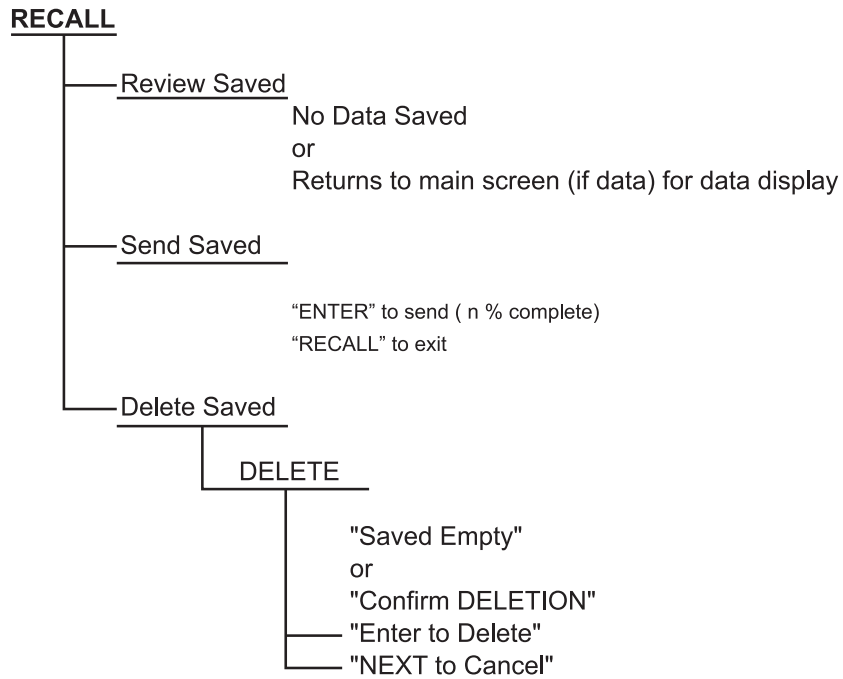 RECALL
Review Saved
No Data Saved
or
Returns to main screen (if data) for data display
Send Saved
“ENTER” to send ( n % complete)
“RECALL” to exit
Delete Saved
DELETE
"Saved Empty"
or
"Confirm DELETION"
"Enter to Delete"
"NEXT to Cancel"